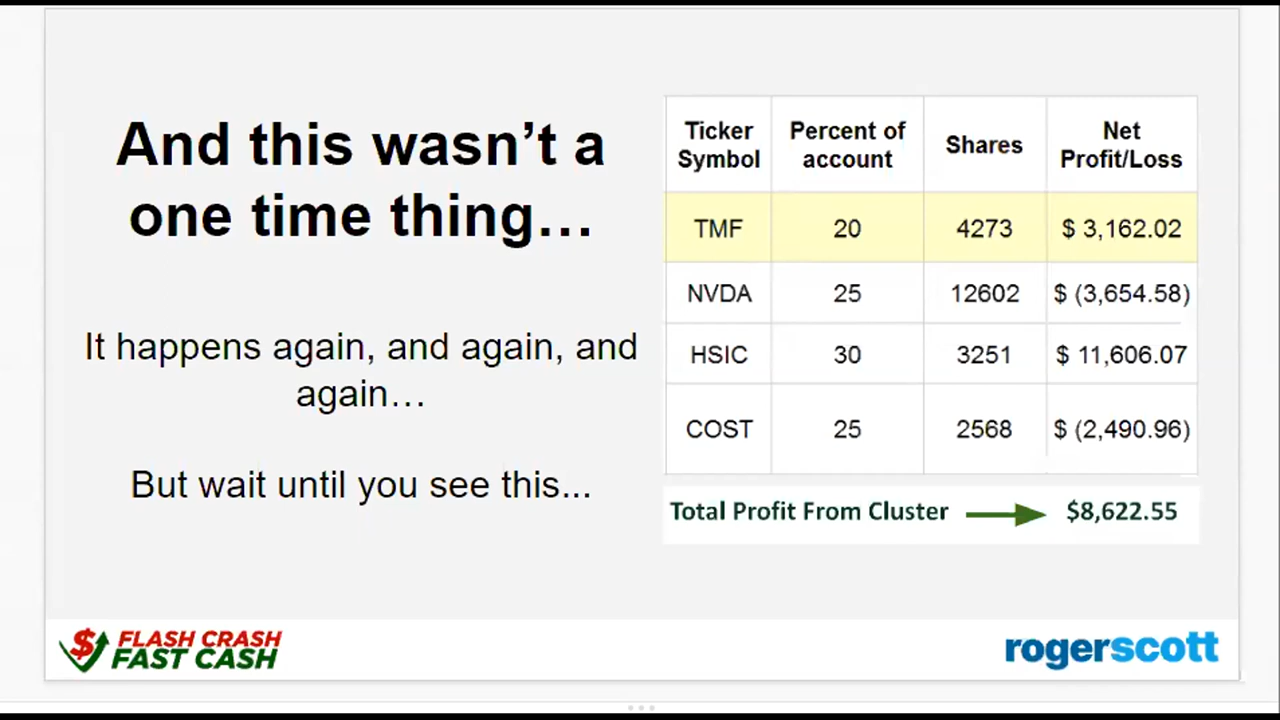 And this wasn’t a
one time thing…
It happens again, and again, and
again…
But wait until you see this...
Ticker Symbol Percent of account Shares Net Profit/Loss
TMF 20 4273 $ 3,162.02
NVDA 25 12602 $ (3,654.58)
HSIC 30 3251 $ 11,606.07
COST 25 2568 $ (2,490.96)
Total Profit From Cluster $8,622.55
$ FLASH CRASH
FAST CASH
rogerscott